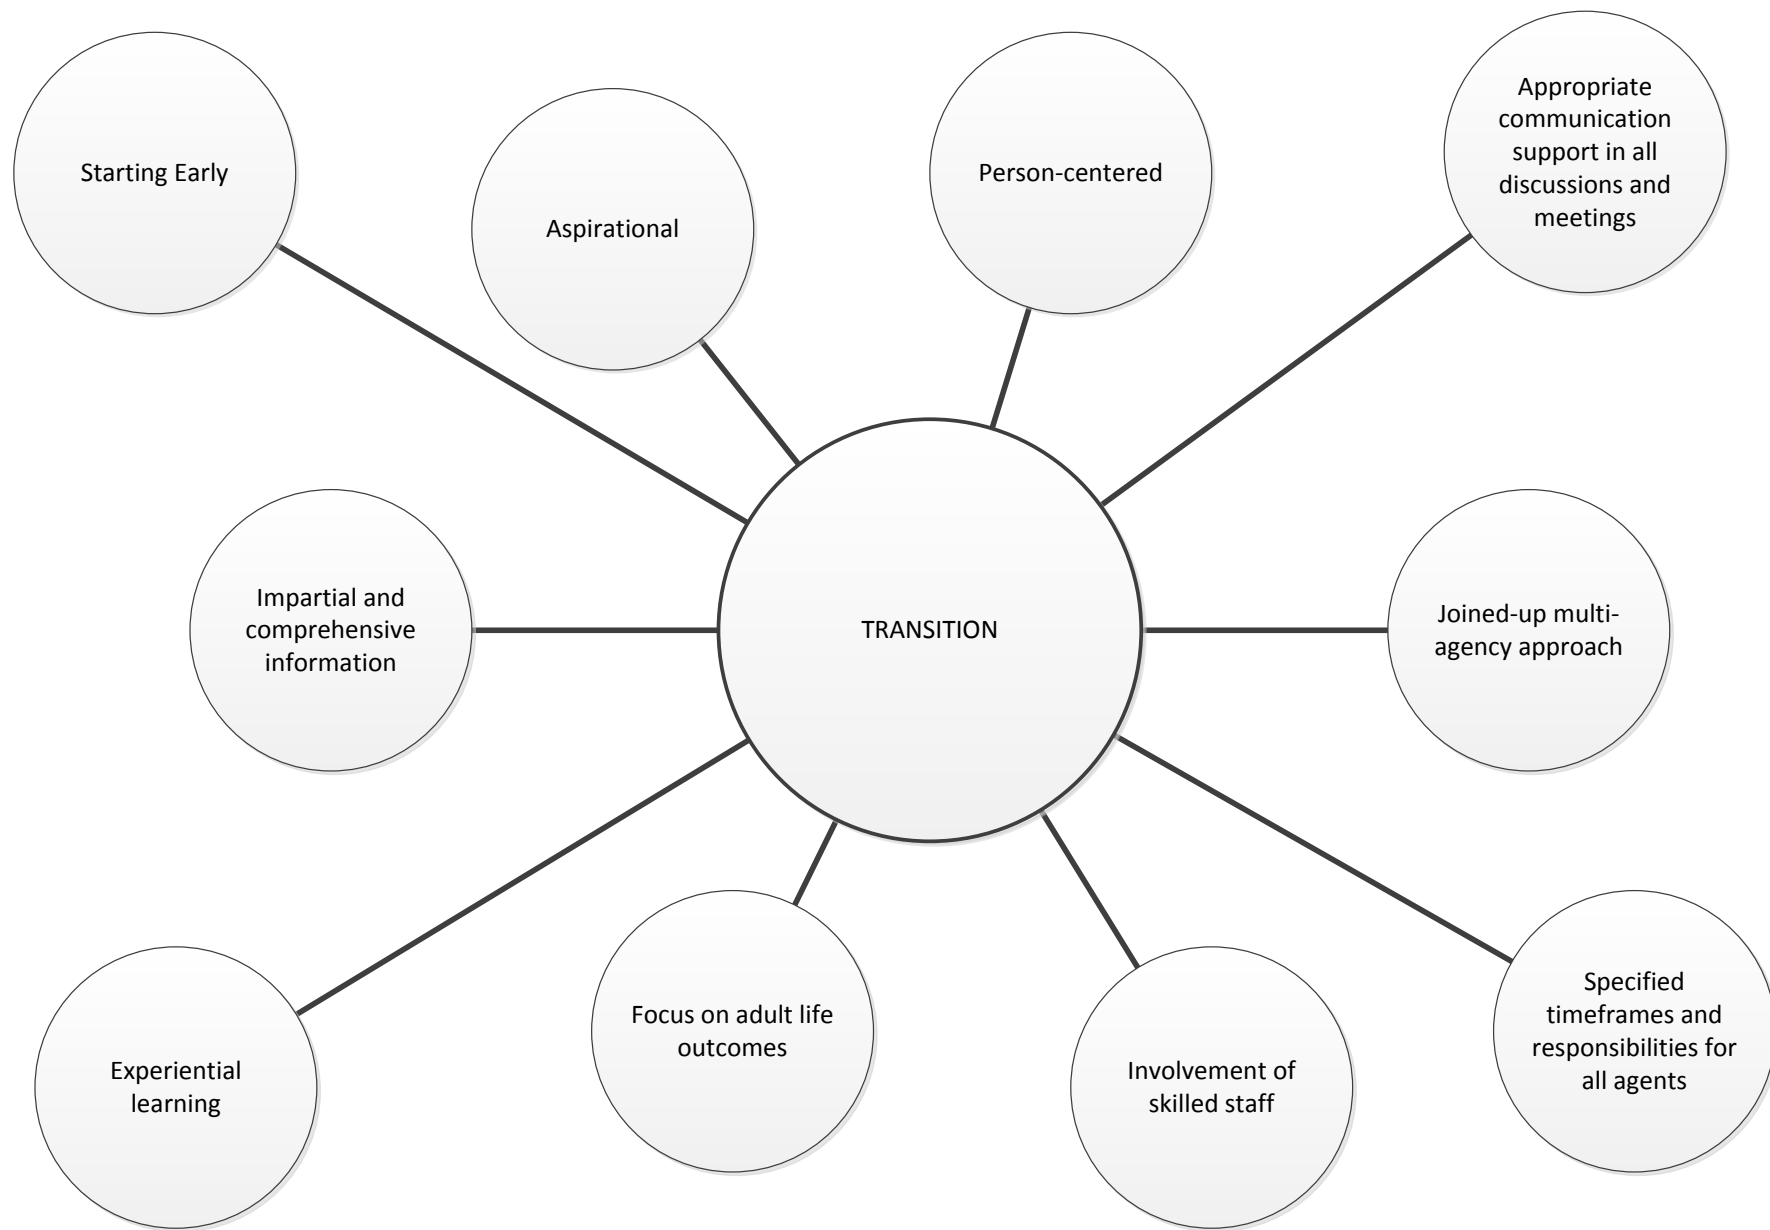 Starting Early
Aspirational
Person-centered
Appropriate
communication
support in all
discussions and
meetings
Impartial and
comprehensive
information
TRANSITION
Joined-up multi-
agency approach
Experiential
learning
Focus on adult life
outcomes
Involvement of
skilled staff
Specified
timeframes and
responsibilities for
all agents